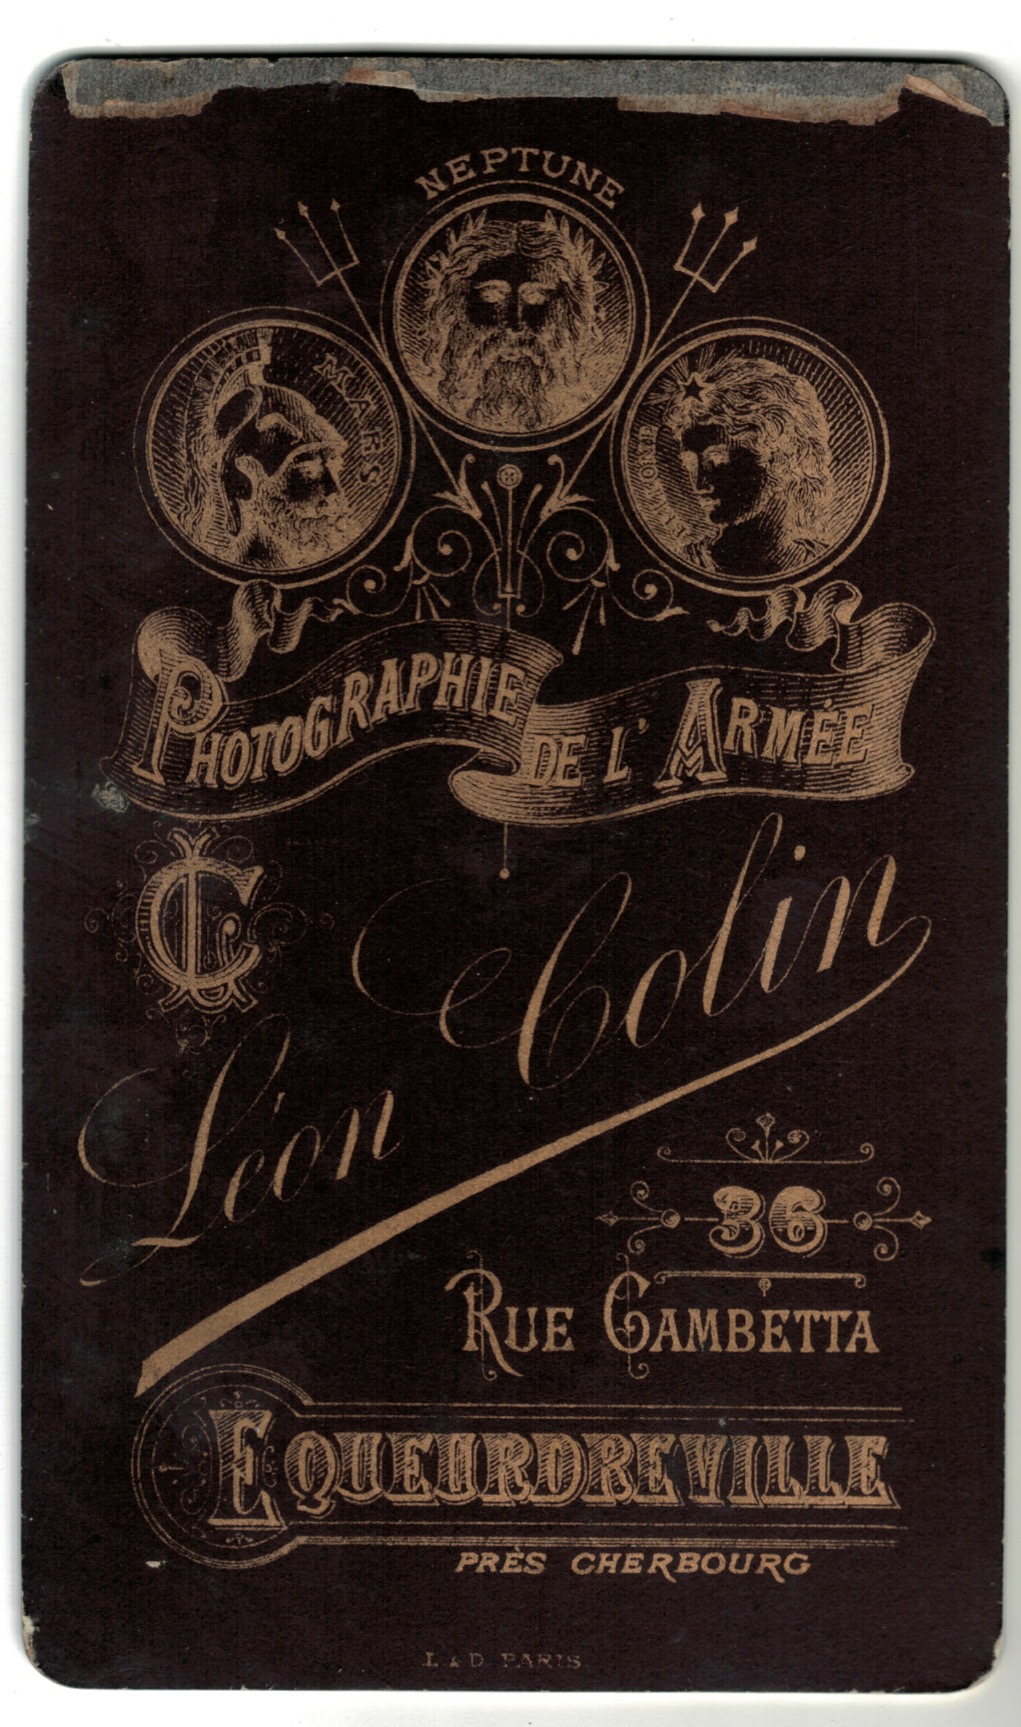 NEPTUNE
MARS
PHOTOGRAPHIE
DE L' ARMÉE
LC
Léon Colin
36
RUE GAMBETTA
EQUEURDREVILLE
PRÈS CHERBOURG
L & D PARIS